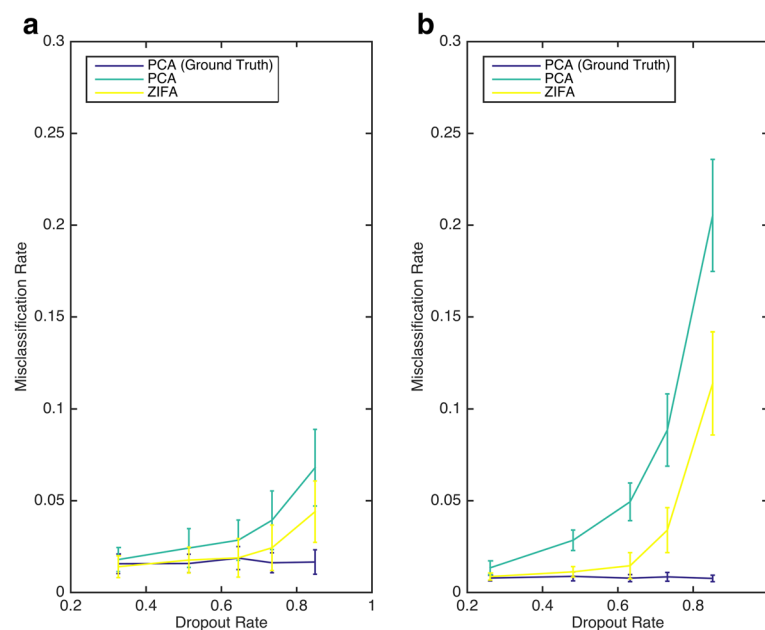 a
0.3
0.25
0.2
0.15
0.1
0.05
0
0.2
0.4
0.6
0.8
1
Misclassification Rate
Dropout Rate
PCA (Ground Truth)
PCA
ZIFA
b
0.3
0.25
0.2
0.15
0.1
0.05
0
0.2
0.4
0.6
0.8
Misclassification Rate
Dropout Rate
PCA (Ground Truth)
PCA
ZIFA